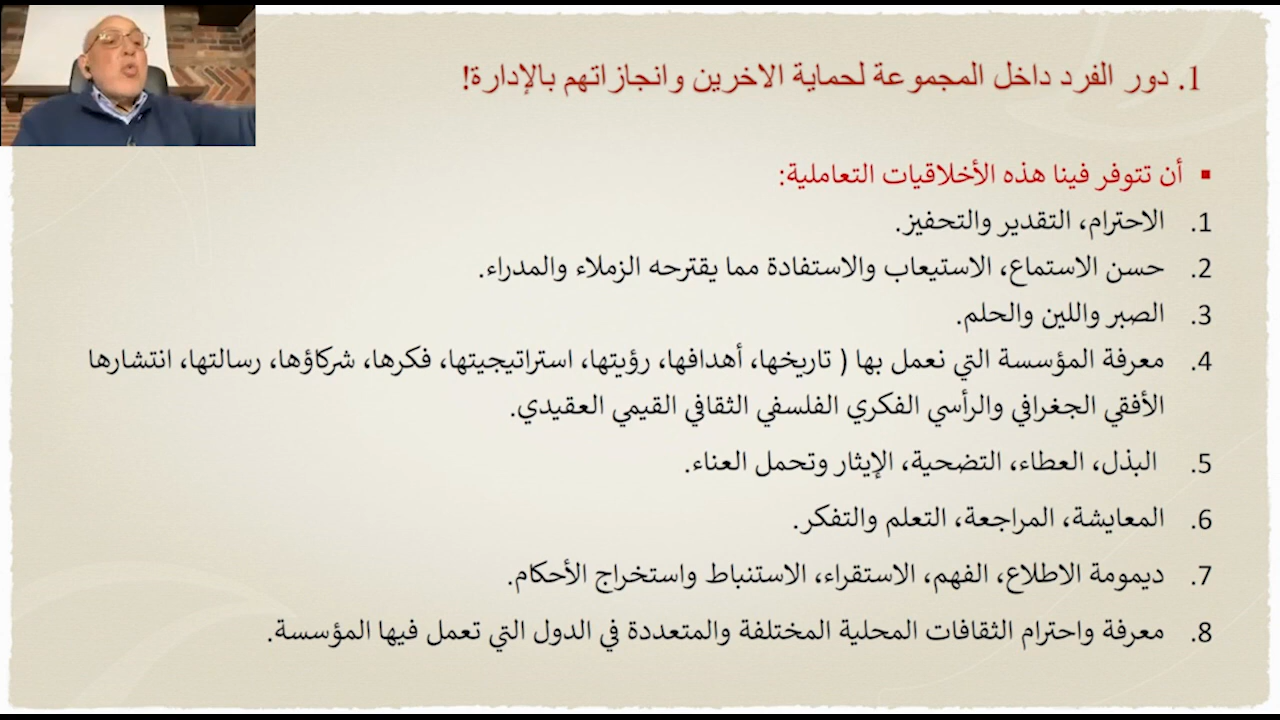 1. دور الفرد داخل المجموعة لحماية الاخرين وانجازاتهم بالإدارة!
▪ أن تتوفر فينا هذه الأخلاقيات التعاملية:
1. الاحترام، التقدير والتحفيز.
2. حسن الاستماع، الاستيعاب والاستفادة مما يقترحه الزملاء والمدراء.
3. الصبر واللين والحلم.
4. معرفة المؤسسة التي نعمل بها ( تاريخها، أهدافها، رؤيتها، استراتيجيتها، فكرها، شركاؤها، رسالتها، انتشارها
الأفقي الجغرافي والرأسي الفكري الفلسفي الثقافي القيمي العقيدي.
5. البذل، العطاء، التضحية، الإيثار وتحمل العناء.
6. المعايشة، المراجعة، التعلم والتفكر.
7. ديمومة الاطلاع، الفهم، الاستقراء، الاستنباط واستخراج الأحكام.
8. معرفة واحترام الثقافات المحلية المختلفة والمتعددة في الدول التي تعمل فيها المؤسسة.